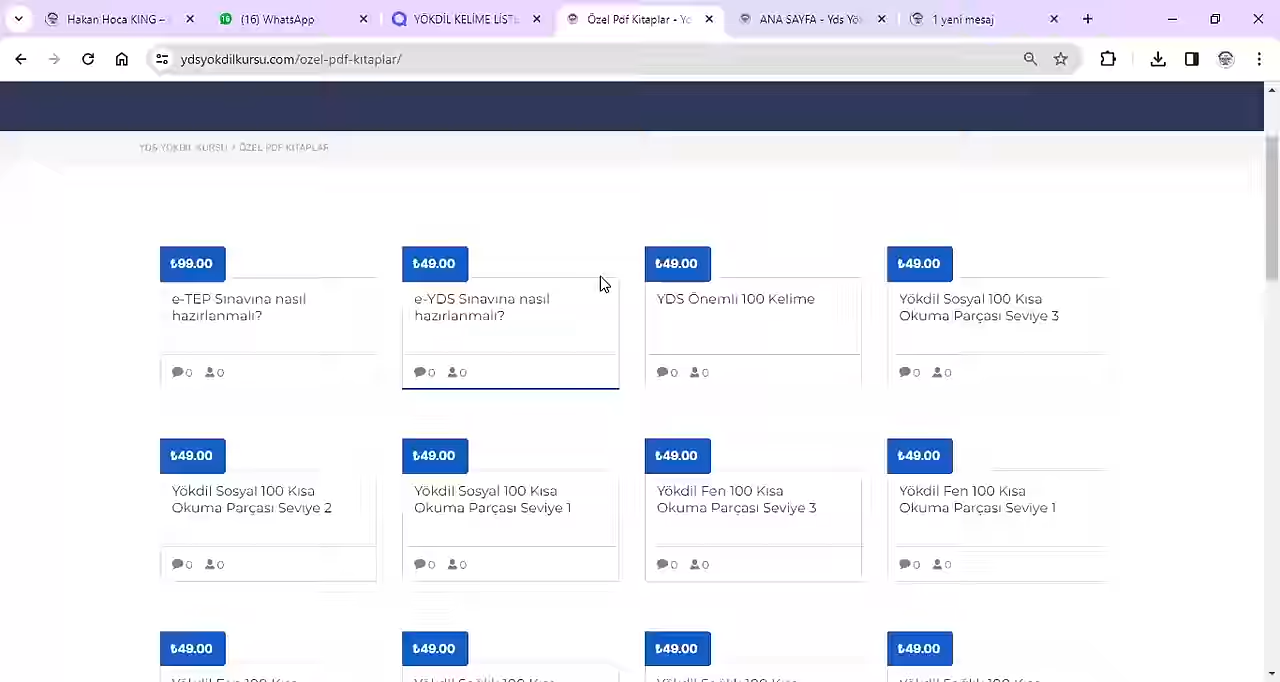 Hakan Hoca KING –
(16) WhatsApp
YÖKDİL KELİME LİSTE
Özel Pdf Kitaplar - Yd
ANA SAYFA - Yds Yö
1 yeni mesaj
ydsyokdilkursu.com/ozel-pdf-kitaplar/
YDS YÖKDİL KURSU / ÖZEL PDF KİTAPLAR
₺99.00
₺49.00
₺49.00
₺49.00
e-TEP Sınavına nasıl
hazırlanmalı?
e-YDS Sınavına nasıl
hazırlanmalı?
YDS Önemli 100 Kelime
Yökdil Sosyal 100 Kısa
Okuma Parçası Seviye 3
0 0
0 0
0 0
0 0
₺49.00
₺49.00
₺49.00
₺49.00
Yökdil Sosyal 100 Kısa
Okuma Parçası Seviye 2
Yökdil Sosyal 100 Kısa
Okuma Parçası Seviye 1
Yökdil Fen 100 Kısa
Okuma Parçası Seviye 3
Yökdil Fen 100 Kısa
Okuma Parçası Seviye 1
0 0
0 0
0 0
0 0
₺49.00
₺49.00
₺49.00
₺49.00